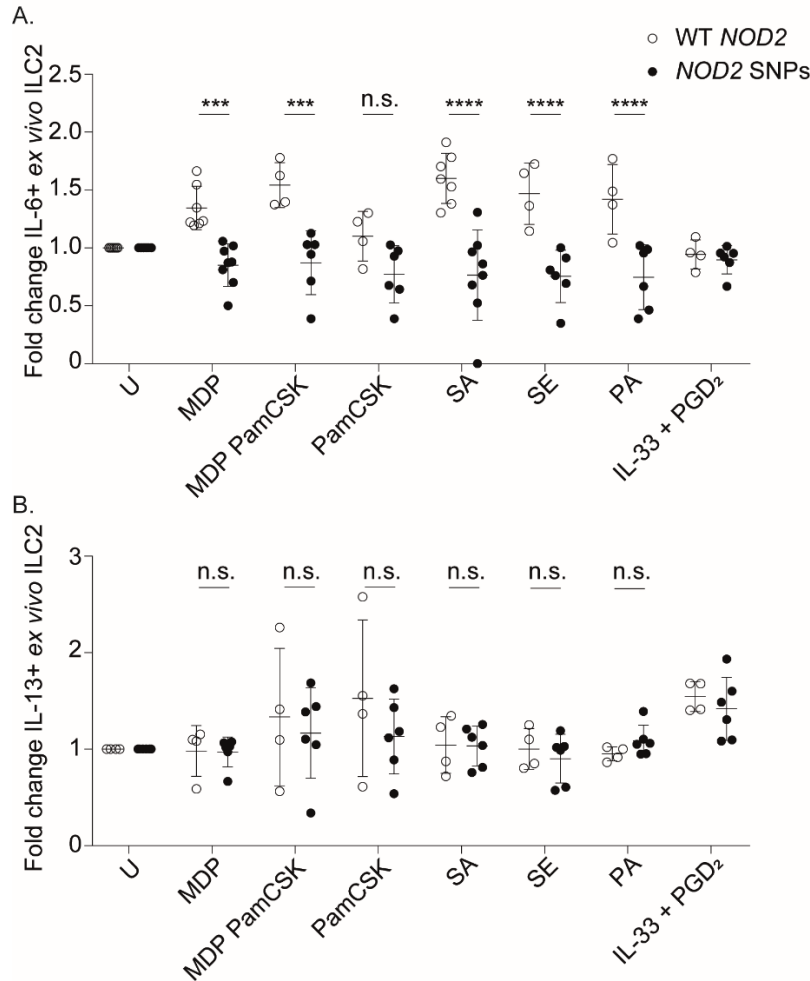 A.
WT NOD2
NOD2 SNPs
Fold change IL-6+ ex vivo ILC2
2.5
2.0
1.5
1.0
0.5
0
*** *** n.s. **** **** ****
U MDP MDP PamCSK PamCSK SA SE PA IL-33 + PGD₂
B.
Fold change IL-13+ ex vivo ILC2
3
2
1
0
n.s. n.s. n.s. n.s. n.s. n.s.
U MDP MDP PamCSK PamCSK SA SE PA IL-33 + PGD₂